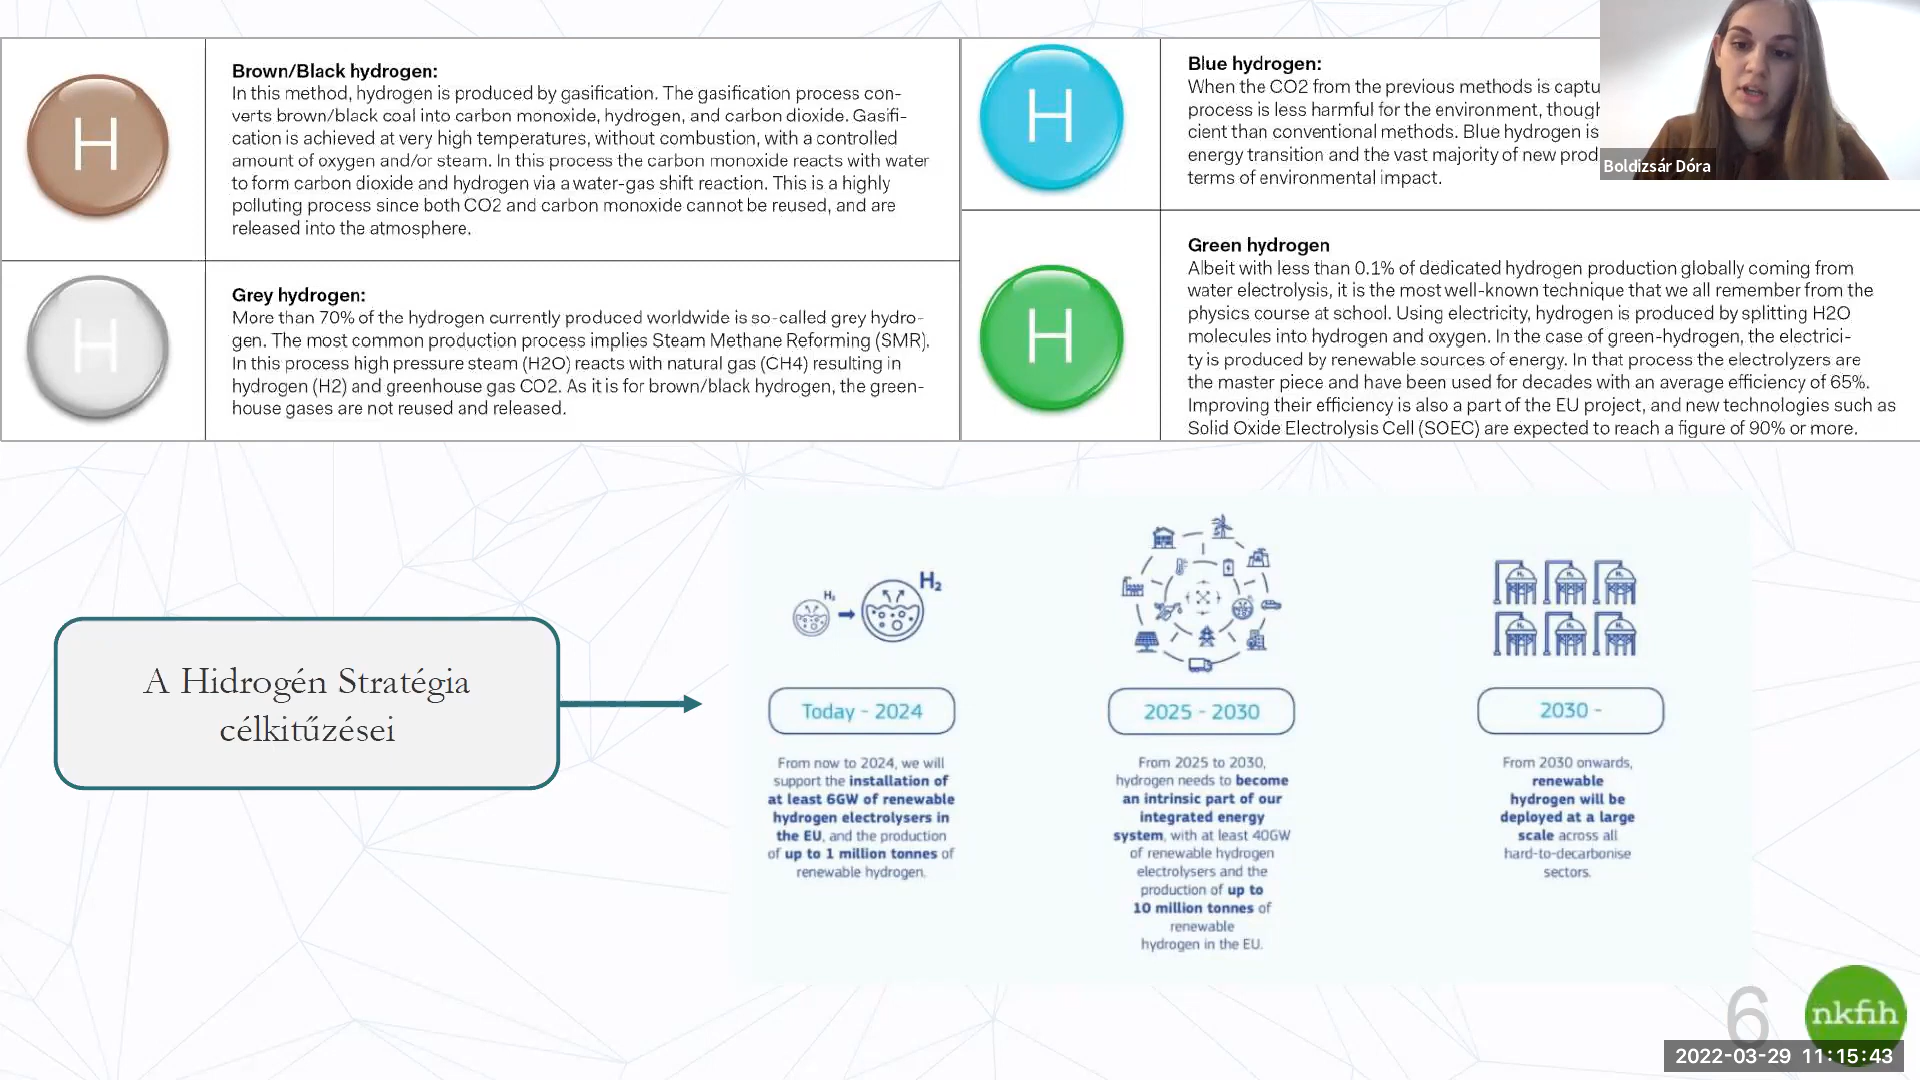 H
Brown/Black hydrogen:
In this method, hydrogen is produced by gasification. The gasification process con-
verts brown/black coal into carbon monoxide, hydrogen, and carbon dioxide. Gasifi-
cation is achieved at very high temperatures, without combustion, with a controlled
amount of oxygen and/or steam. In this process the carbon monoxide reacts with water
to form carbon dioxide and hydrogen via a water-gas shift reaction. This is a highly
polluting process since both CO2 and carbon monoxide cannot be reused, and are
released into the atmosphere.
H
Grey hydrogen:
More than 70% of the hydrogen currently produced worldwide is so-called grey hydro-
gen. The most common production process implies Steam Methane Reforming (SMR).
In this process high pressure steam (H2O) reacts with natural gas (CH4) resulting in
hydrogen (H2) and greenhouse gas CO2. As it is for brown/black hydrogen, the green-
house gases are not reused and released.
H
Blue hydrogen:
When the CO2 from the previous methods is captu
process is less harmful for the environment, though
cient than conventional methods. Blue hydrogen is
energy transition and the vast majority of new prod
terms of environmental impact.
Boldizsár Dóra
H
Green hydrogen
Albeit with less than 0.1% of dedicated hydrogen production globally coming from
water electrolysis, it is the most well-known technique that we all remember from the
physics course at school. Using electricity, hydrogen is produced by splitting H2O
molecules into hydrogen and oxygen. In the case of green-hydrogen, the electrici-
ty is produced by renewable sources of energy. In that process the electrolyzers are
the master piece and have been used for decades with an average efficiency of 65%.
Improving their efficiency is also a part of the EU project, and new technologies such as
Solid Oxide Electrolysis Cell (SOEC) are expected to reach a figure of 90% or more.
A Hidrogén Stratégia
célkitűzései
H₂
H₂
Today - 2024
From now to 2024, we will
support the installation of
at least 6GW of renewable
hydrogen electrolysers in
the EU, and the production
of up to 1 million tonnes of
renewable hydrogen.
2025 - 2030
From 2025 to 2030,
hydrogen needs to become
an intrinsic part of our
integrated energy
system, with at least 40GW
of renewable hydrogen
electrolysers and the
production of up to
10 million tonnes of
renewable
hydrogen in the EU.
2030 -
From 2030 onwards,
renewable
hydrogen will be
deployed at a large
scale across all
hard-to-decarbonise
sectors.
6
nkfih
2022-03-29 11:15:43